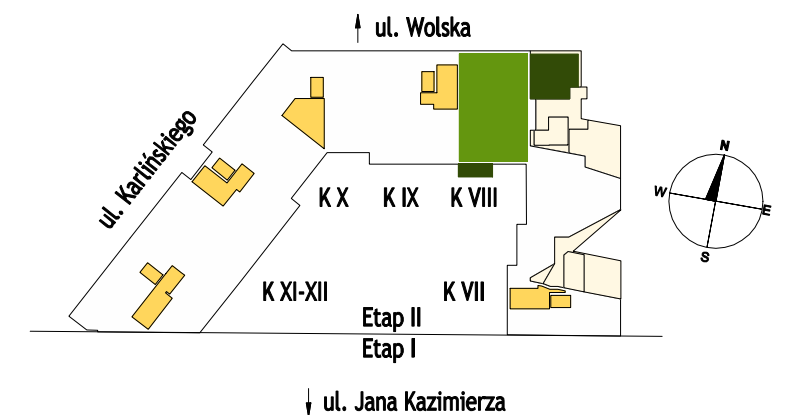 ul. Wolska
ul. Karlińskiego
N
W
E
S
K X
K IX
K VIII
K XI-XII
K VII
Etap II
Etap I
ul. Jana Kazimierza